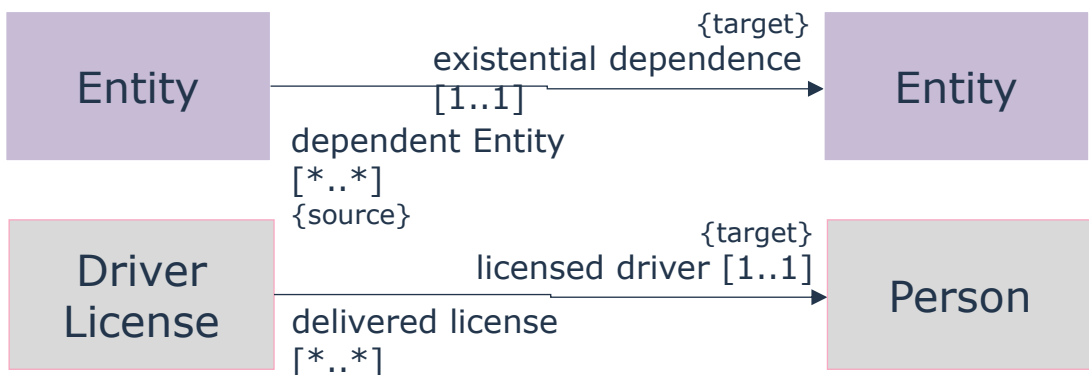 {target}
existential dependence
Entity
Entity
[1..1]
dependent Entity
[*..*]
{source}
{target}
Driver
License
licensed driver [1..1]
Person
delivered license
[*..*]